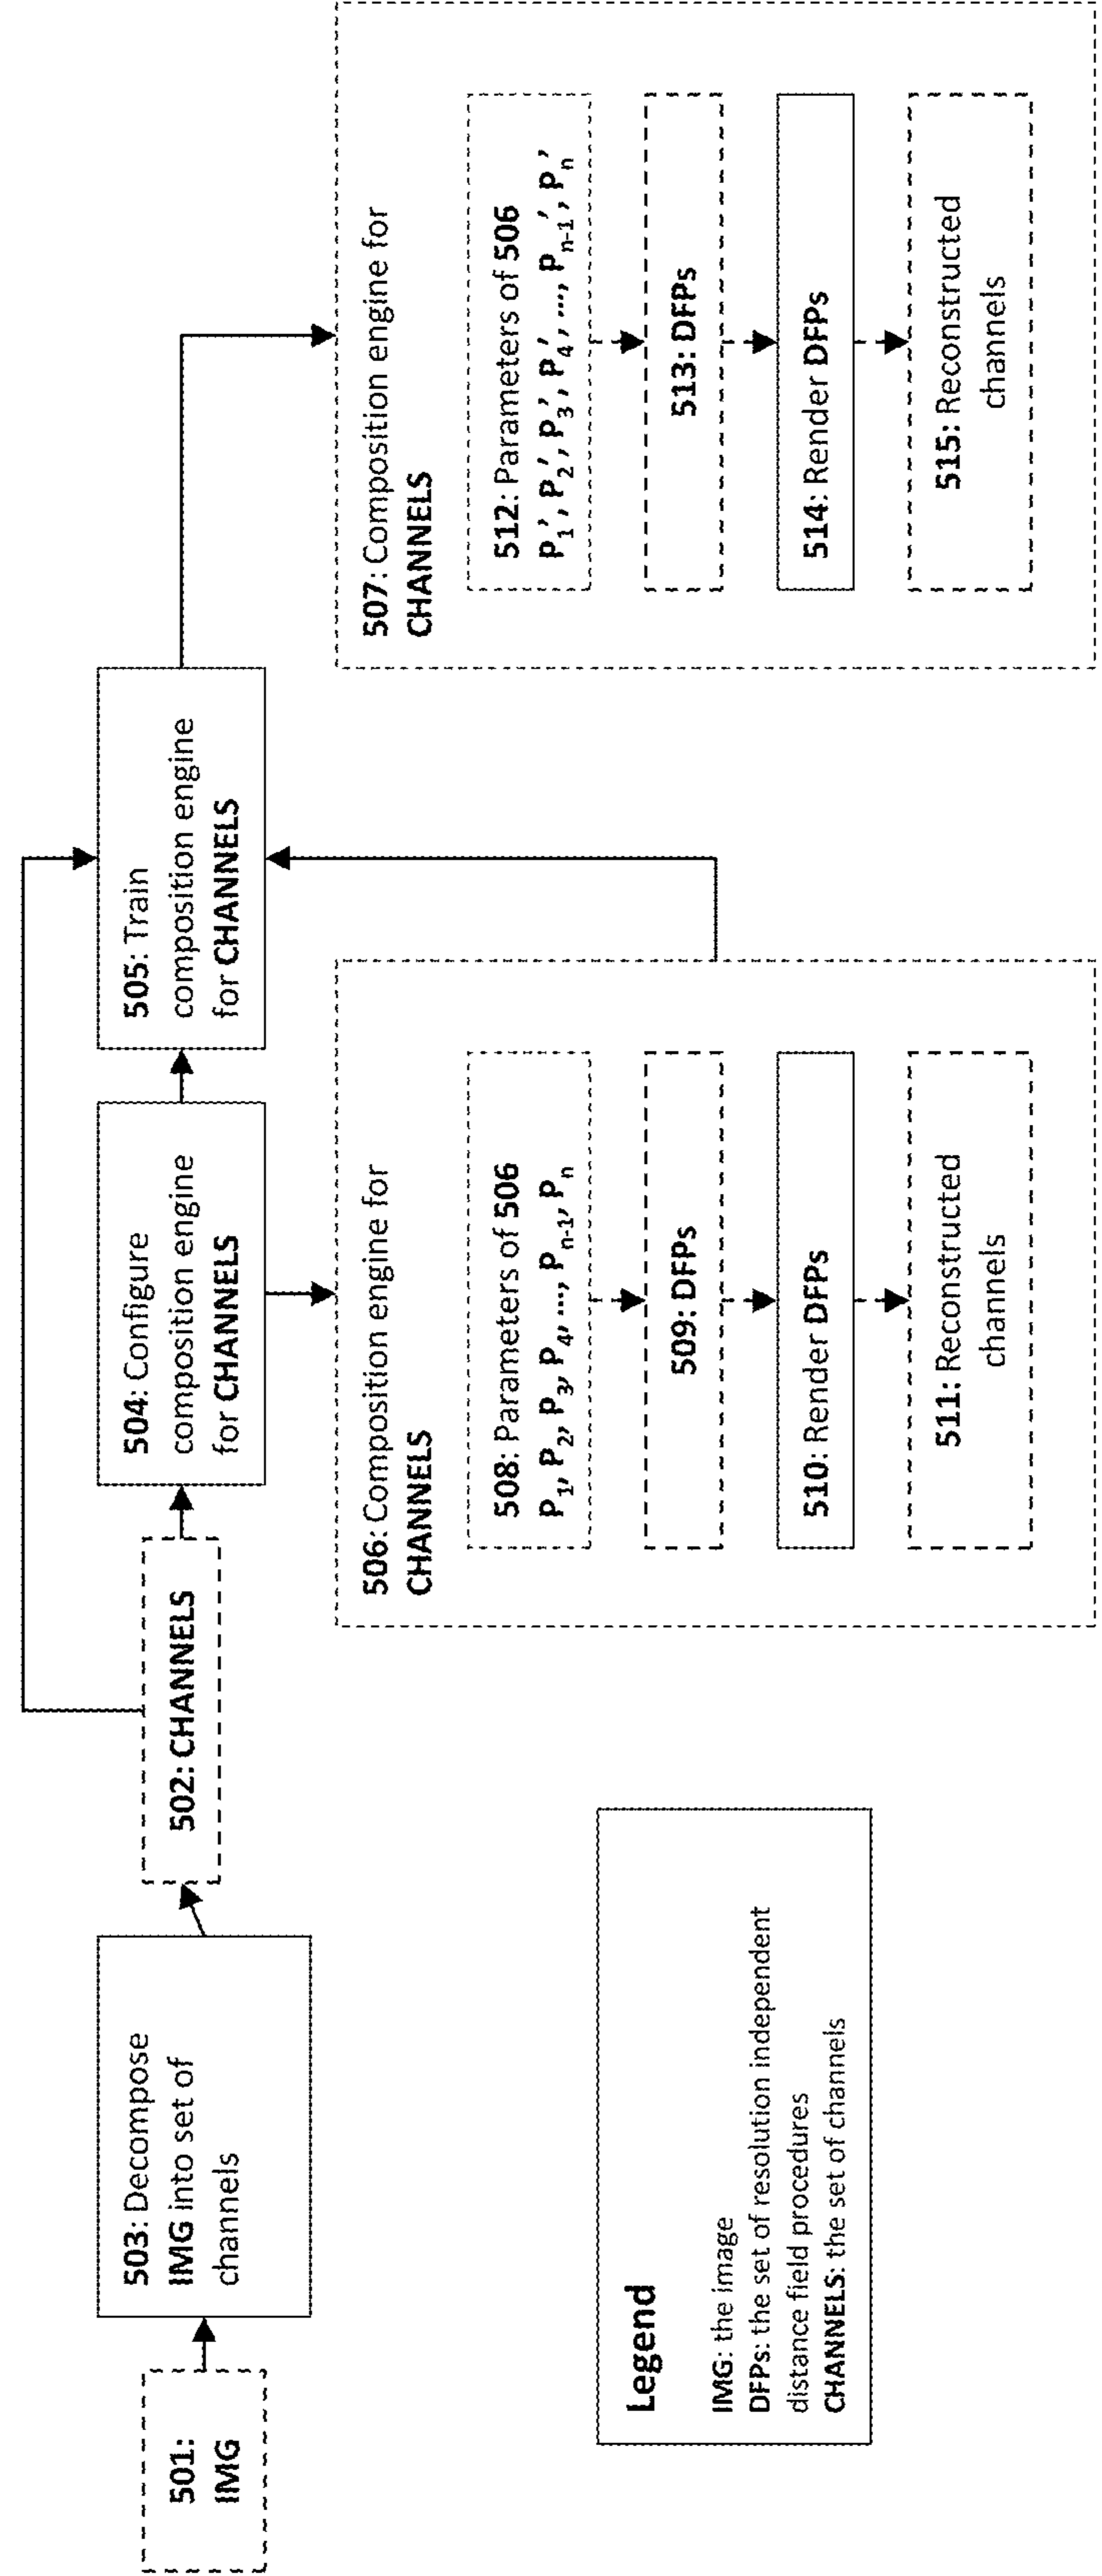 501:
IMG
503: Decompose
IMG into set of
channels
502: CHANNELS
504: Configure
composition engine
for CHANNELS
505: Train
composition engine
for CHANNELS
506: Composition engine for
CHANNELS
508: Parameters of 506
P₁, P₂, P₃, P₄, ..., Pₙ₋₁, Pₙ
509: DFPs
510: Render DFPs
511: Reconstructed
channels
507: Composition engine for
CHANNELS
512: Parameters of 506
P₁', P₂', P₃', P₄', ..., Pₙ₋₁', Pₙ'
513: DFPs
514: Render DFPs
515: Reconstructed
channels
Legend
IMG: the image
DFPs: the set of resolution independent
distance field procedures
CHANNELS: the set of channels